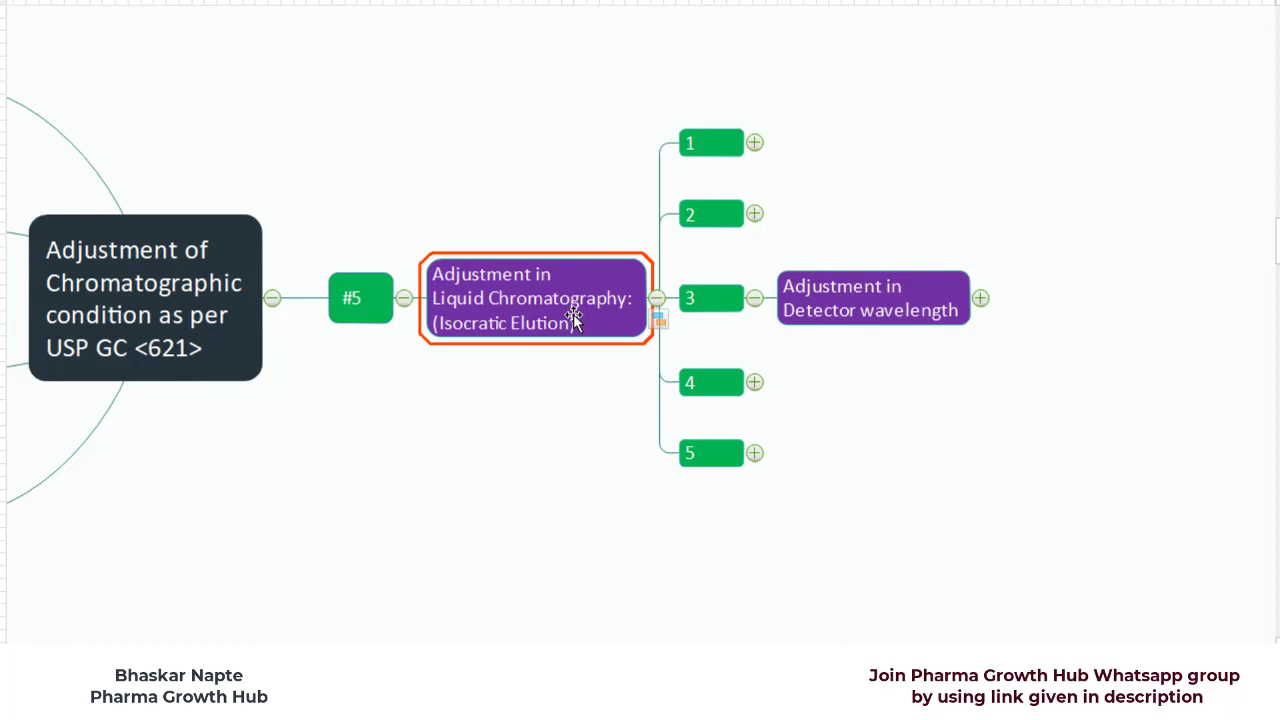 Adjustment of
Chromatographic
condition as per
USP GC <621>
#5
Adjustment in
Liquid Chromatography:
(Isocratic Elution)
1
2
3
Adjustment in
Detector wavelength
4
5
Bhaskar Napte
Pharma Growth Hub
Join Pharma Growth Hub Whatsapp group
by using link given in description